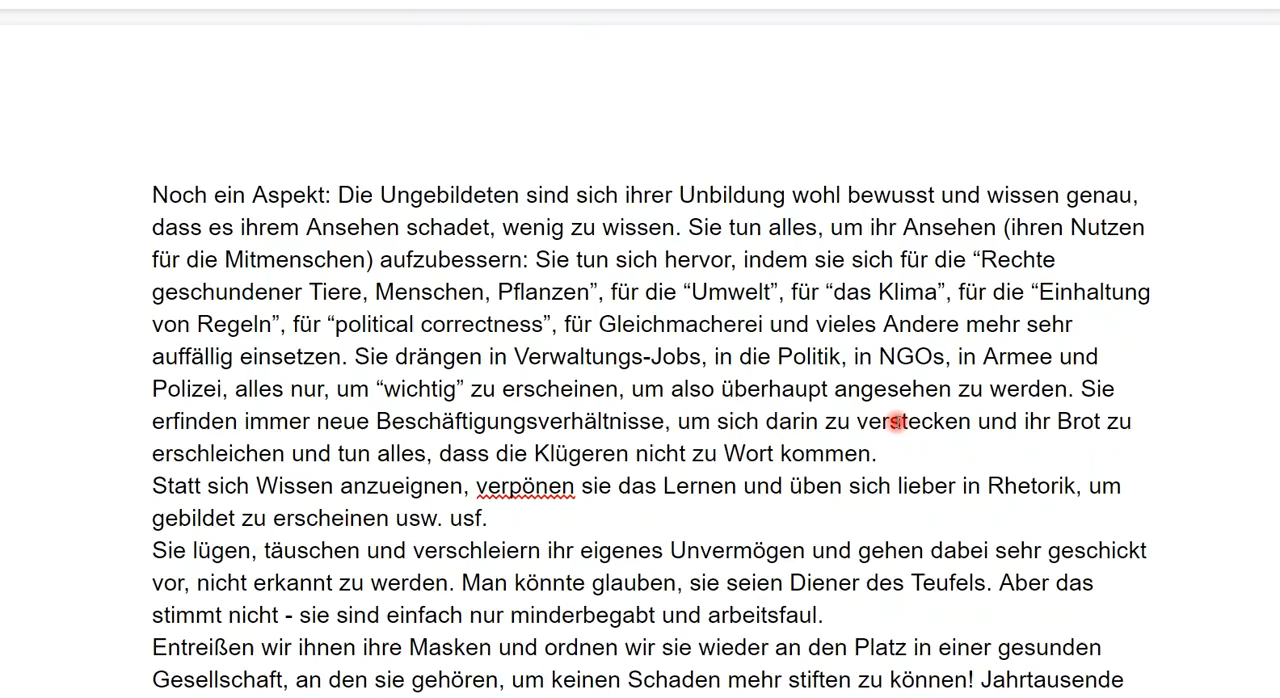 Noch ein Aspekt: Die Ungebildeten sind sich ihrer Unbildung wohl bewusst und wissen genau,
dass es ihrem Ansehen schadet, wenig zu wissen. Sie tun alles, um ihr Ansehen (ihren Nutzen
für die Mitmenschen) aufzubessern: Sie tun sich hervor, indem sie sich für die “Rechte
geschundener Tiere, Menschen, Pflanzen”, für die “Umwelt”, für “das Klima”, für die “Einhaltung
von Regeln”, für “political correctness”, für Gleichmacherei und vieles Andere mehr sehr
auffällig einsetzen. Sie drängen in Verwaltungs-Jobs, in die Politik, in NGOs, in Armee und
Polizei, alles nur, um “wichtig” zu erscheinen, um also überhaupt angesehen zu werden. Sie
erfinden immer neue Beschäftigungsverhältnisse, um sich darin zu verstecken und ihr Brot zu
erschleichen und tun alles, dass die Klügeren nicht zu Wort kommen.
Statt sich Wissen anzueignen, verpönen sie das Lernen und üben sich lieber in Rhetorik, um
gebildet zu erscheinen usw. usf.
Sie lügen, täuschen und verschleiern ihr eigenes Unvermögen und gehen dabei sehr geschickt
vor, nicht erkannt zu werden. Man könnte glauben, sie seien Diener des Teufels. Aber das
stimmt nicht - sie sind einfach nur minderbegabt und arbeitsfaul.
Entreißen wir ihnen ihre Masken und ordnen wir sie wieder an den Platz in einer gesunden
Gesellschaft, an den sie gehören, um keinen Schaden mehr stiften zu können! Jahrtausende